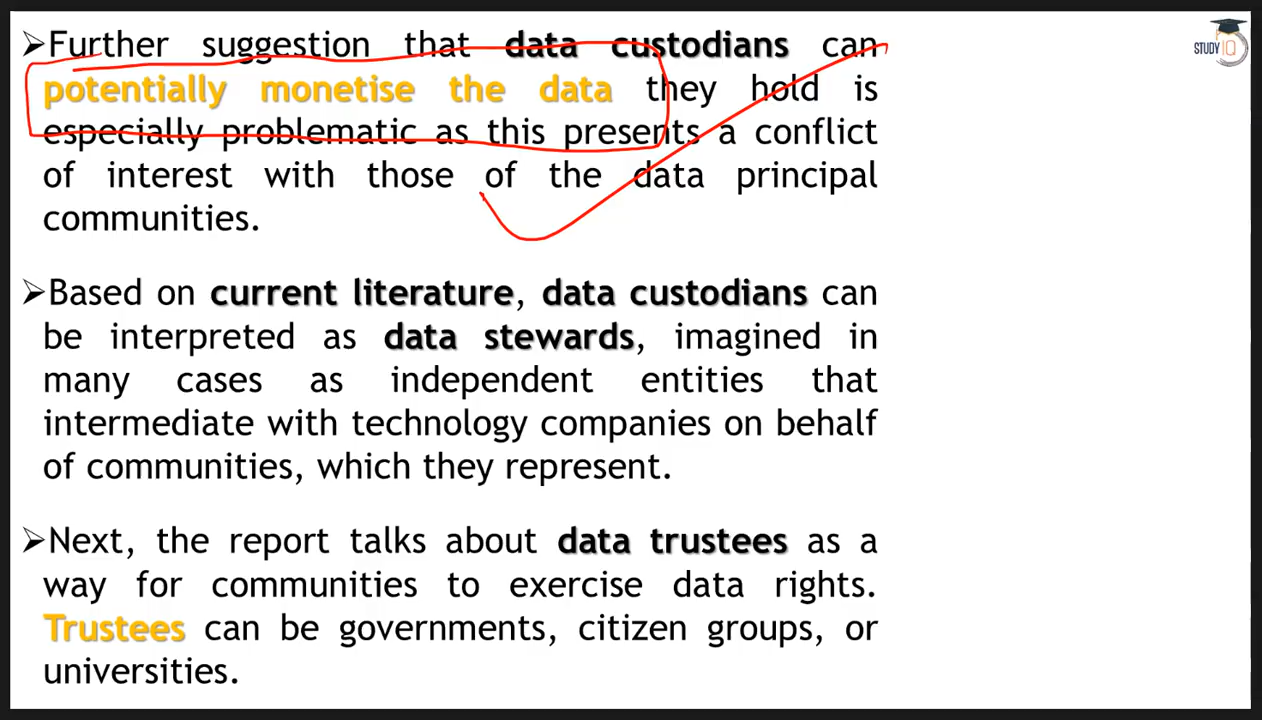 ➢Further suggestion that data custodians can
potentially monetise the data they hold is
especially problematic as this presents a conflict
of interest with those of the data principal
communities.
➢Based on current literature, data custodians can
be interpreted as data stewards, imagined in
many cases as independent entities that
intermediate with technology companies on behalf
of communities, which they represent.
➢Next, the report talks about data trustees as a
way for communities to exercise data rights.
Trustees can be governments, citizen groups, or
universities.
STUDY IQ